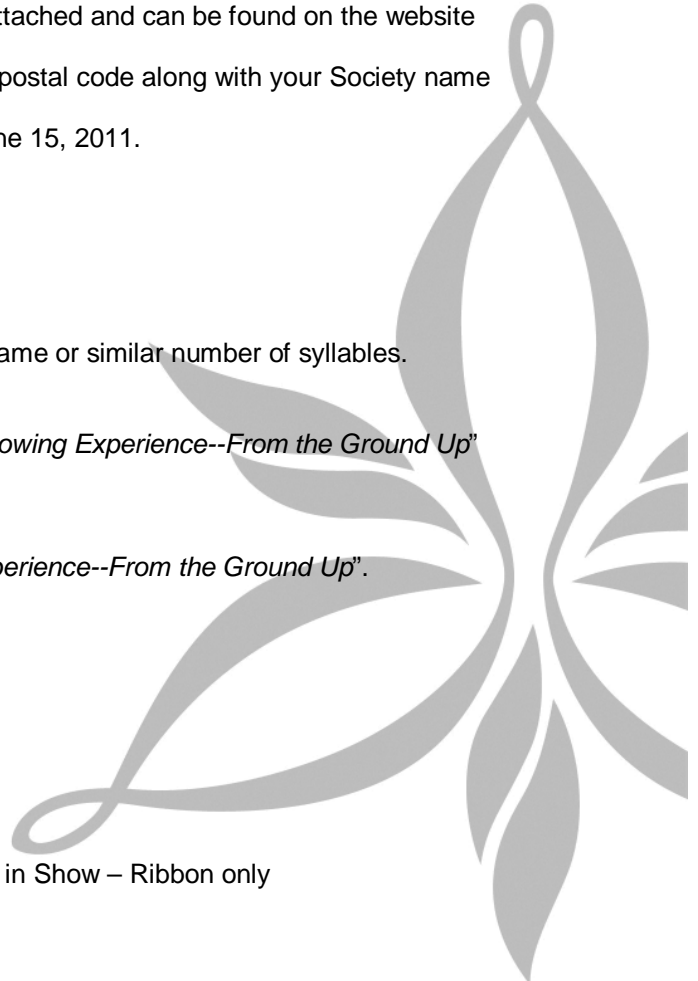 ttached and can be found on the website
postal code along with your Society name
ne 15, 2011.
ame or similar number of syllables.
owing Experience--From the Ground Up”
perience--From the Ground Up”.
in Show – Ribbon only